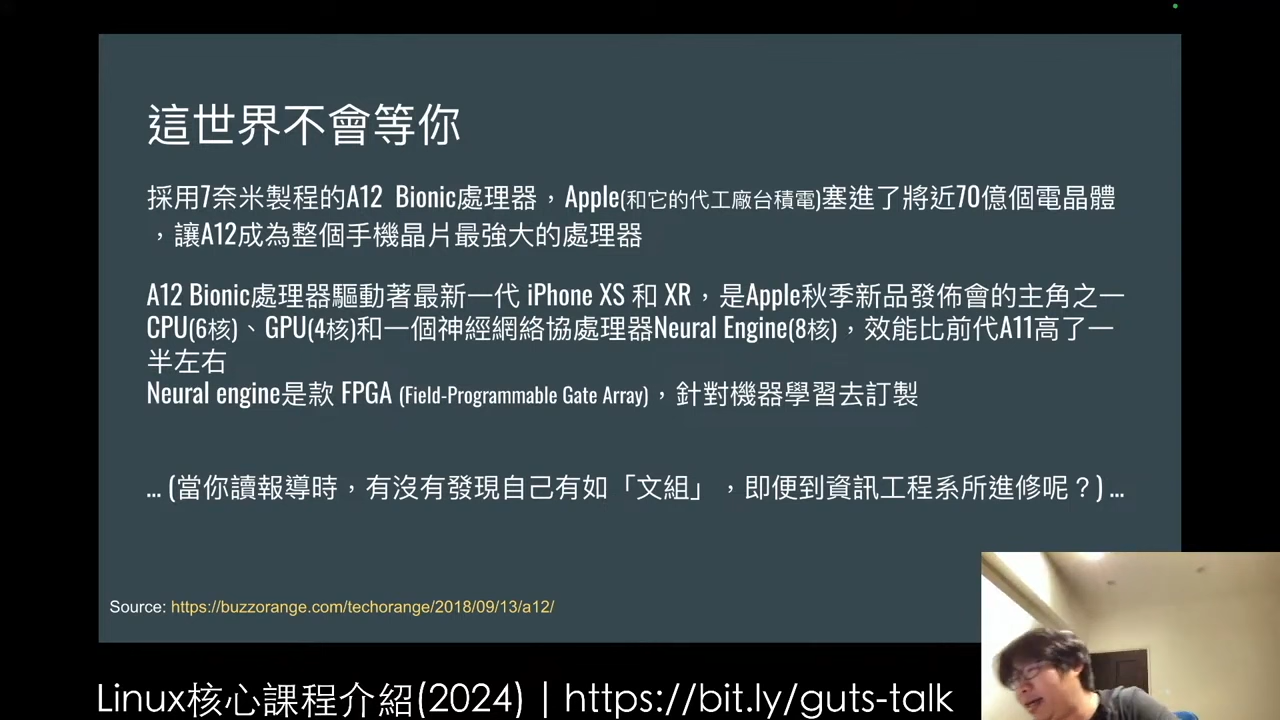 這世界不會等你
採用7奈米製程的A12 Bionic處理器，Apple(和它的代工廠台積電)塞進了將近70億個電晶體
，讓A12成為整個手機晶片最強大的處理器
A12 Bionic處理器驅動著最新一代 iPhone XS 和 XR，是Apple秋季新品發佈會的主角之一
CPU(6核)、GPU(4核)和一個神經網絡協處理器Neural Engine(8核)，效能比前代A11高了一
半左右
Neural engine是款 FPGA (Field-Programmable Gate Array)，針對機器學習去訂製
... (當你讀報導時，有沒有發現自己有如「文組」，即便到資訊工程系所進修呢？) ...
Source: https://buzzorange.com/techorange/2018/09/13/a12/
Linux核心課程介紹(2024) | https://bit.ly/guts-talk